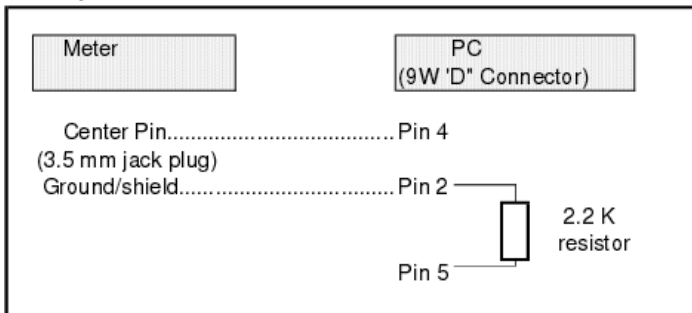 Meter
PC
(9W 'D" Connector)
Center Pin......................................Pin 4
(3.5 mm jack plug)
Ground/shield....................................Pin 2
2.2 K
resistor
Pin 5